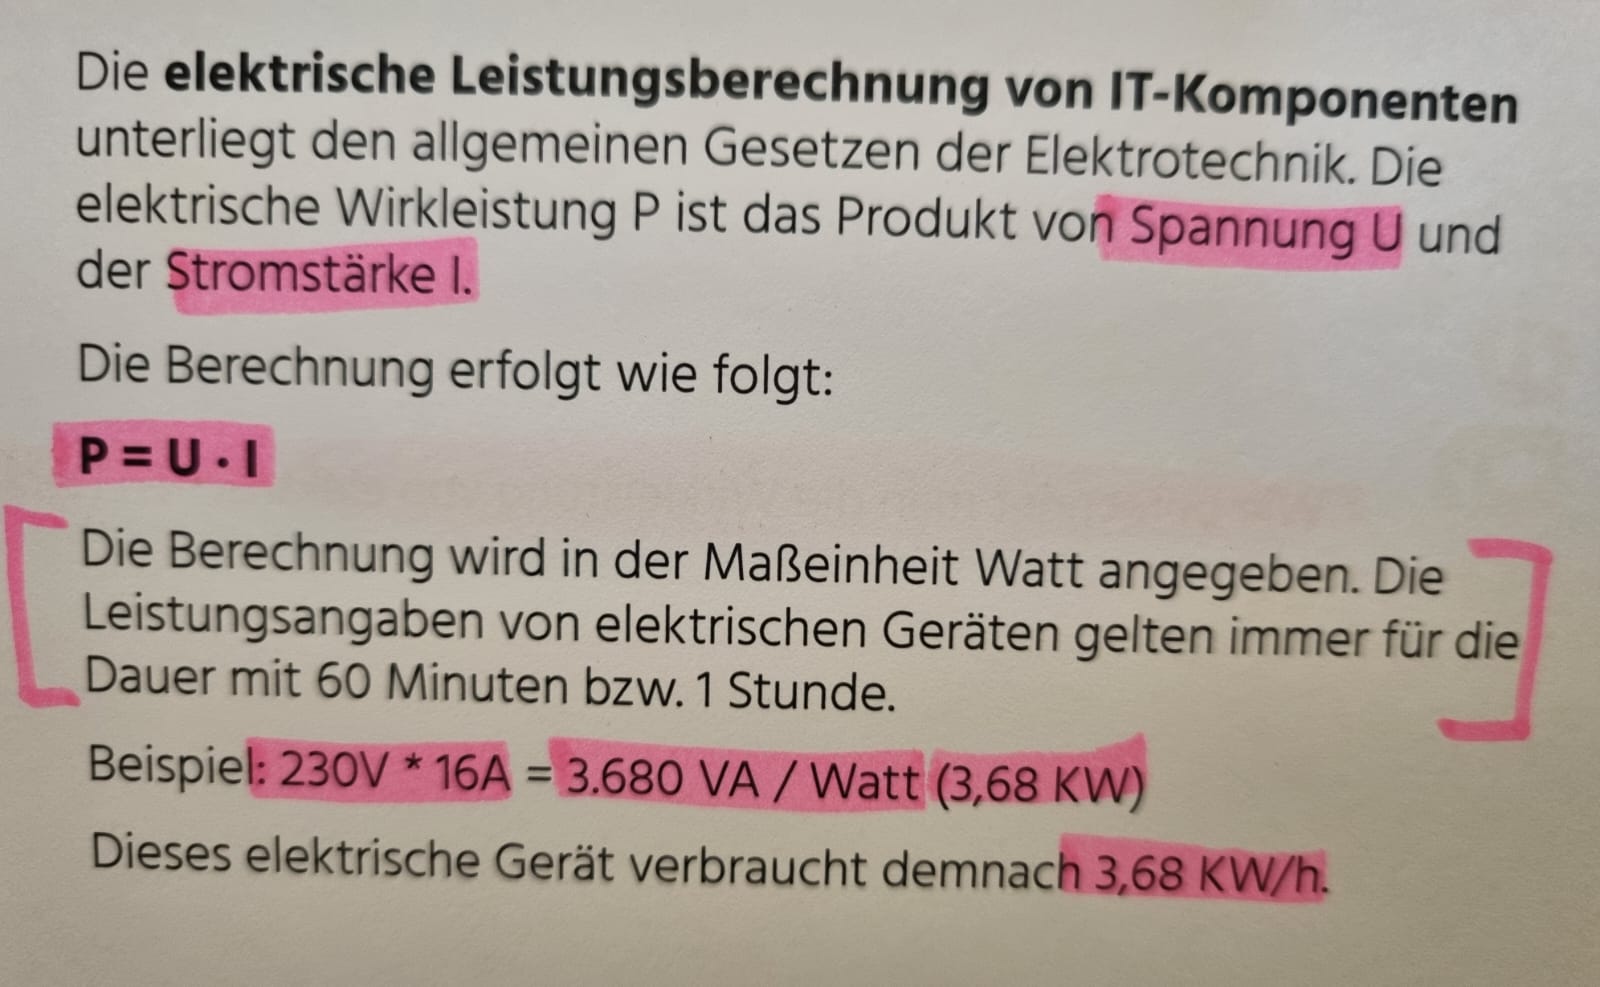 Die elektrische Leistungsberechnung von IT-Komponenten
unterliegt den allgemeinen Gesetzen der Elektrotechnik. Die
elektrische Wirkleistung P ist das Produkt von Spannung U und
der Stromstärke I.
Die Berechnung erfolgt wie folgt:
P = U · I
Die Berechnung wird in der Maßeinheit Watt angegeben. Die
Leistungsangaben von elektrischen Geräten gelten immer für die
Dauer mit 60 Minuten bzw. 1 Stunde.
Beispiel: 230V * 16A = 3.680 VA / Watt (3,68 KW)
Dieses elektrische Gerät verbraucht demnach 3,68 KW/h.